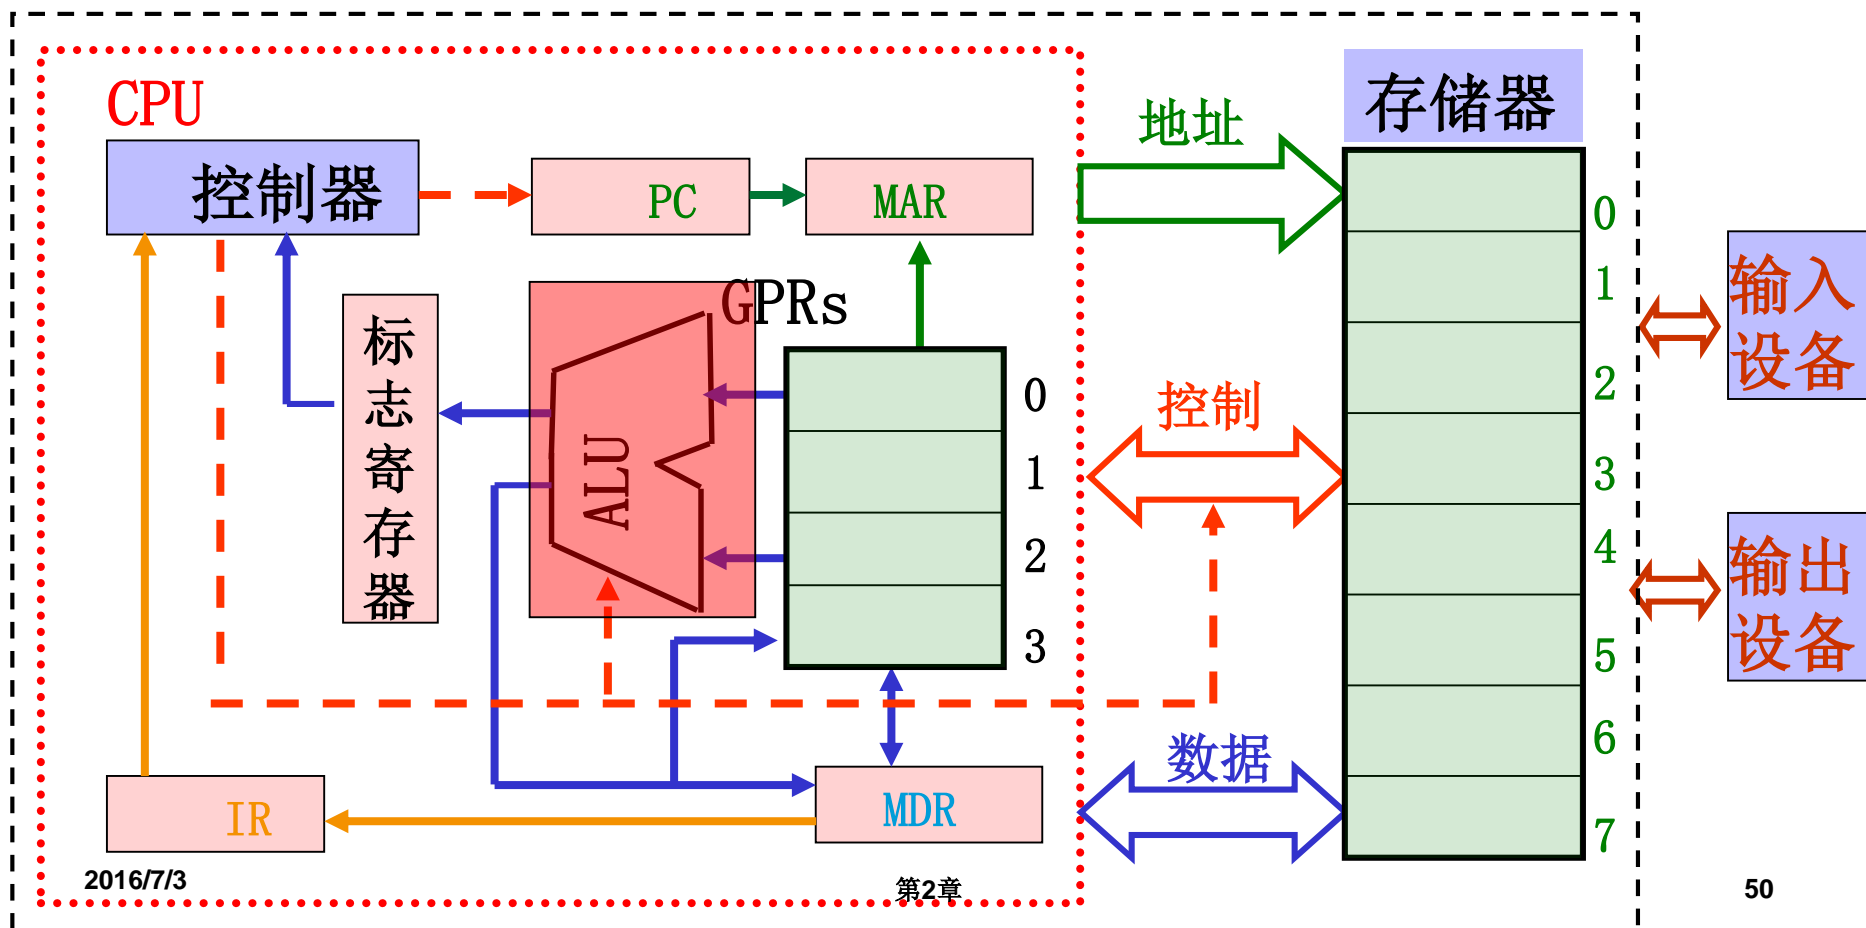 CPU
控制器
PC
MAR
地址
存储器
标志寄存器
GPRs
ALU
0
1
2
3
控制
0
1
2
3
4
5
6
7
输入
设备
输出
设备
数据
IR
MDR
2016/7/3
第2章
50